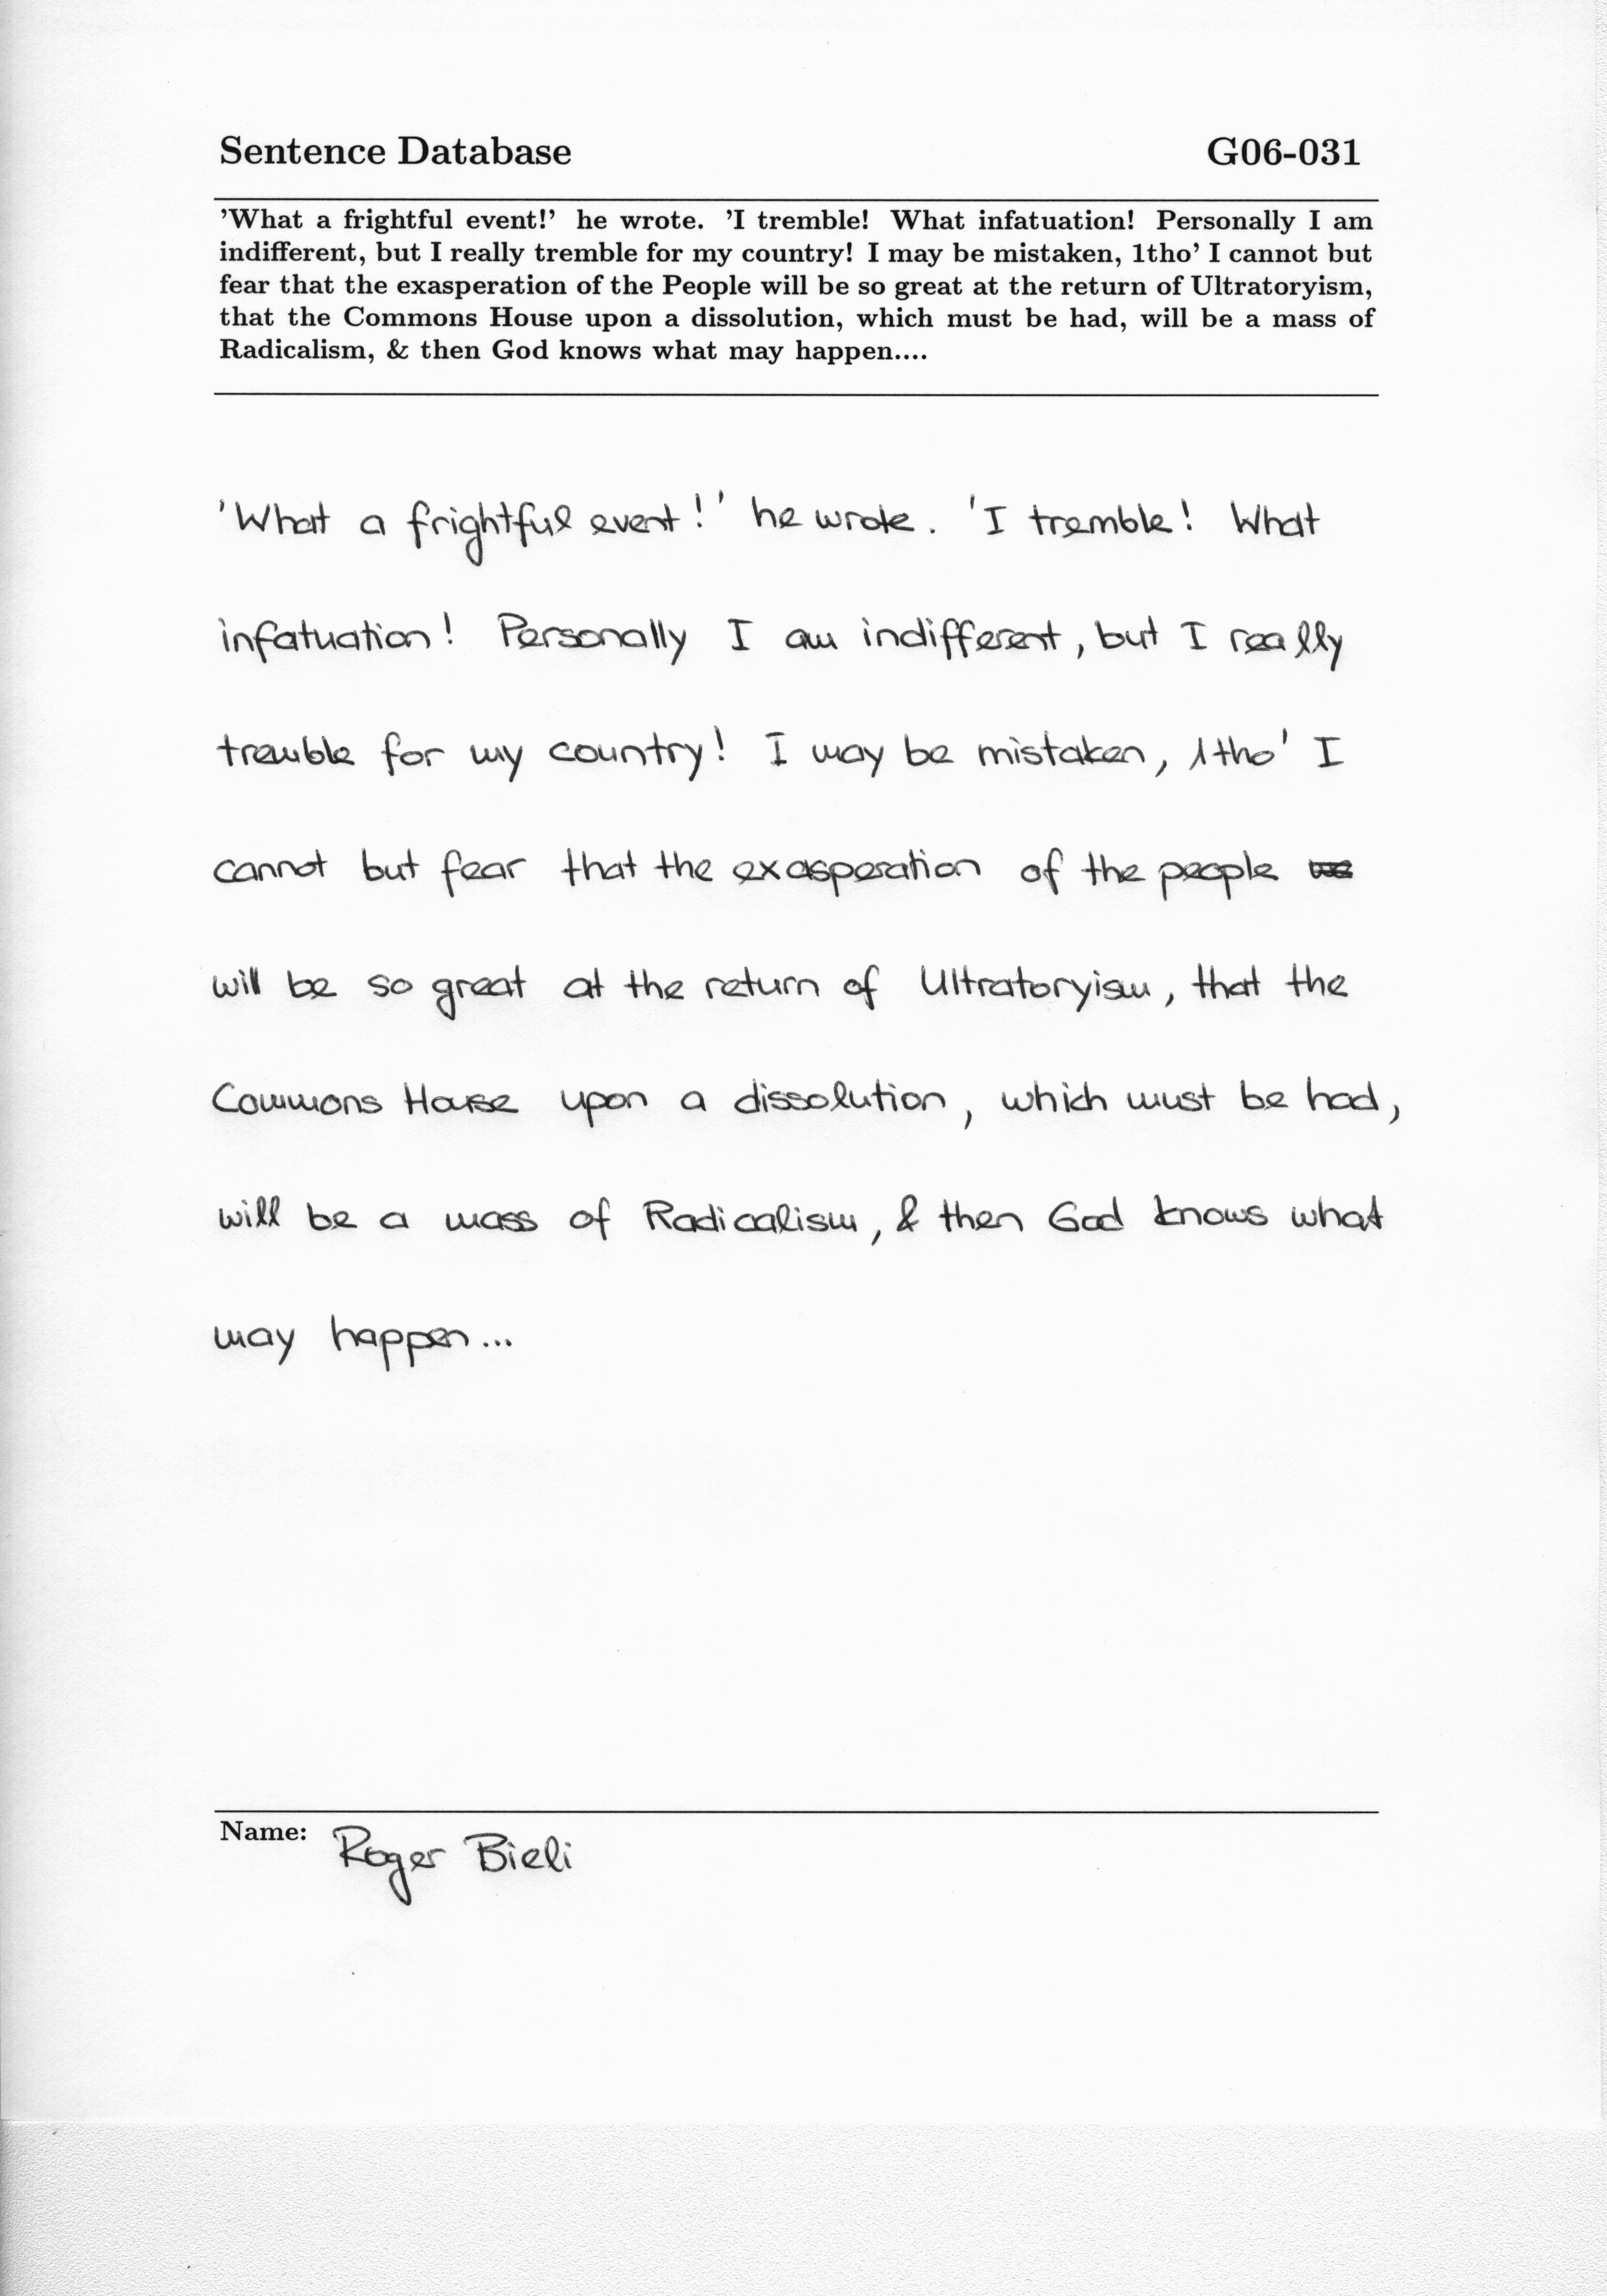 Sentence Database G06-031
'What a frightful event!' he wrote. 'I tremble! What infatuation! Personally I am
indifferent, but I really tremble for my country! I may be mistaken, 1tho' I cannot but
fear that the exasperation of the People will be so great at the return of Ultratoryism,
that the Commons House upon a dissolution, which must be had, will be a mass of
Radicalism, & then God knows what may happen....
'What a frightful event!' he wrote. 'I tremble! What
infatuation! Personally I am indifferent, but I really
tremble for my country! I may be mistaken, 1tho' I
cannot but fear that the exasperation of the people
will be so great at the return of Ultratoryism, that the
Commons House upon a dissolution, which must be had,
will be a mass of Radicalism, & then God knows what
may happen...
Name: Roger Bieli